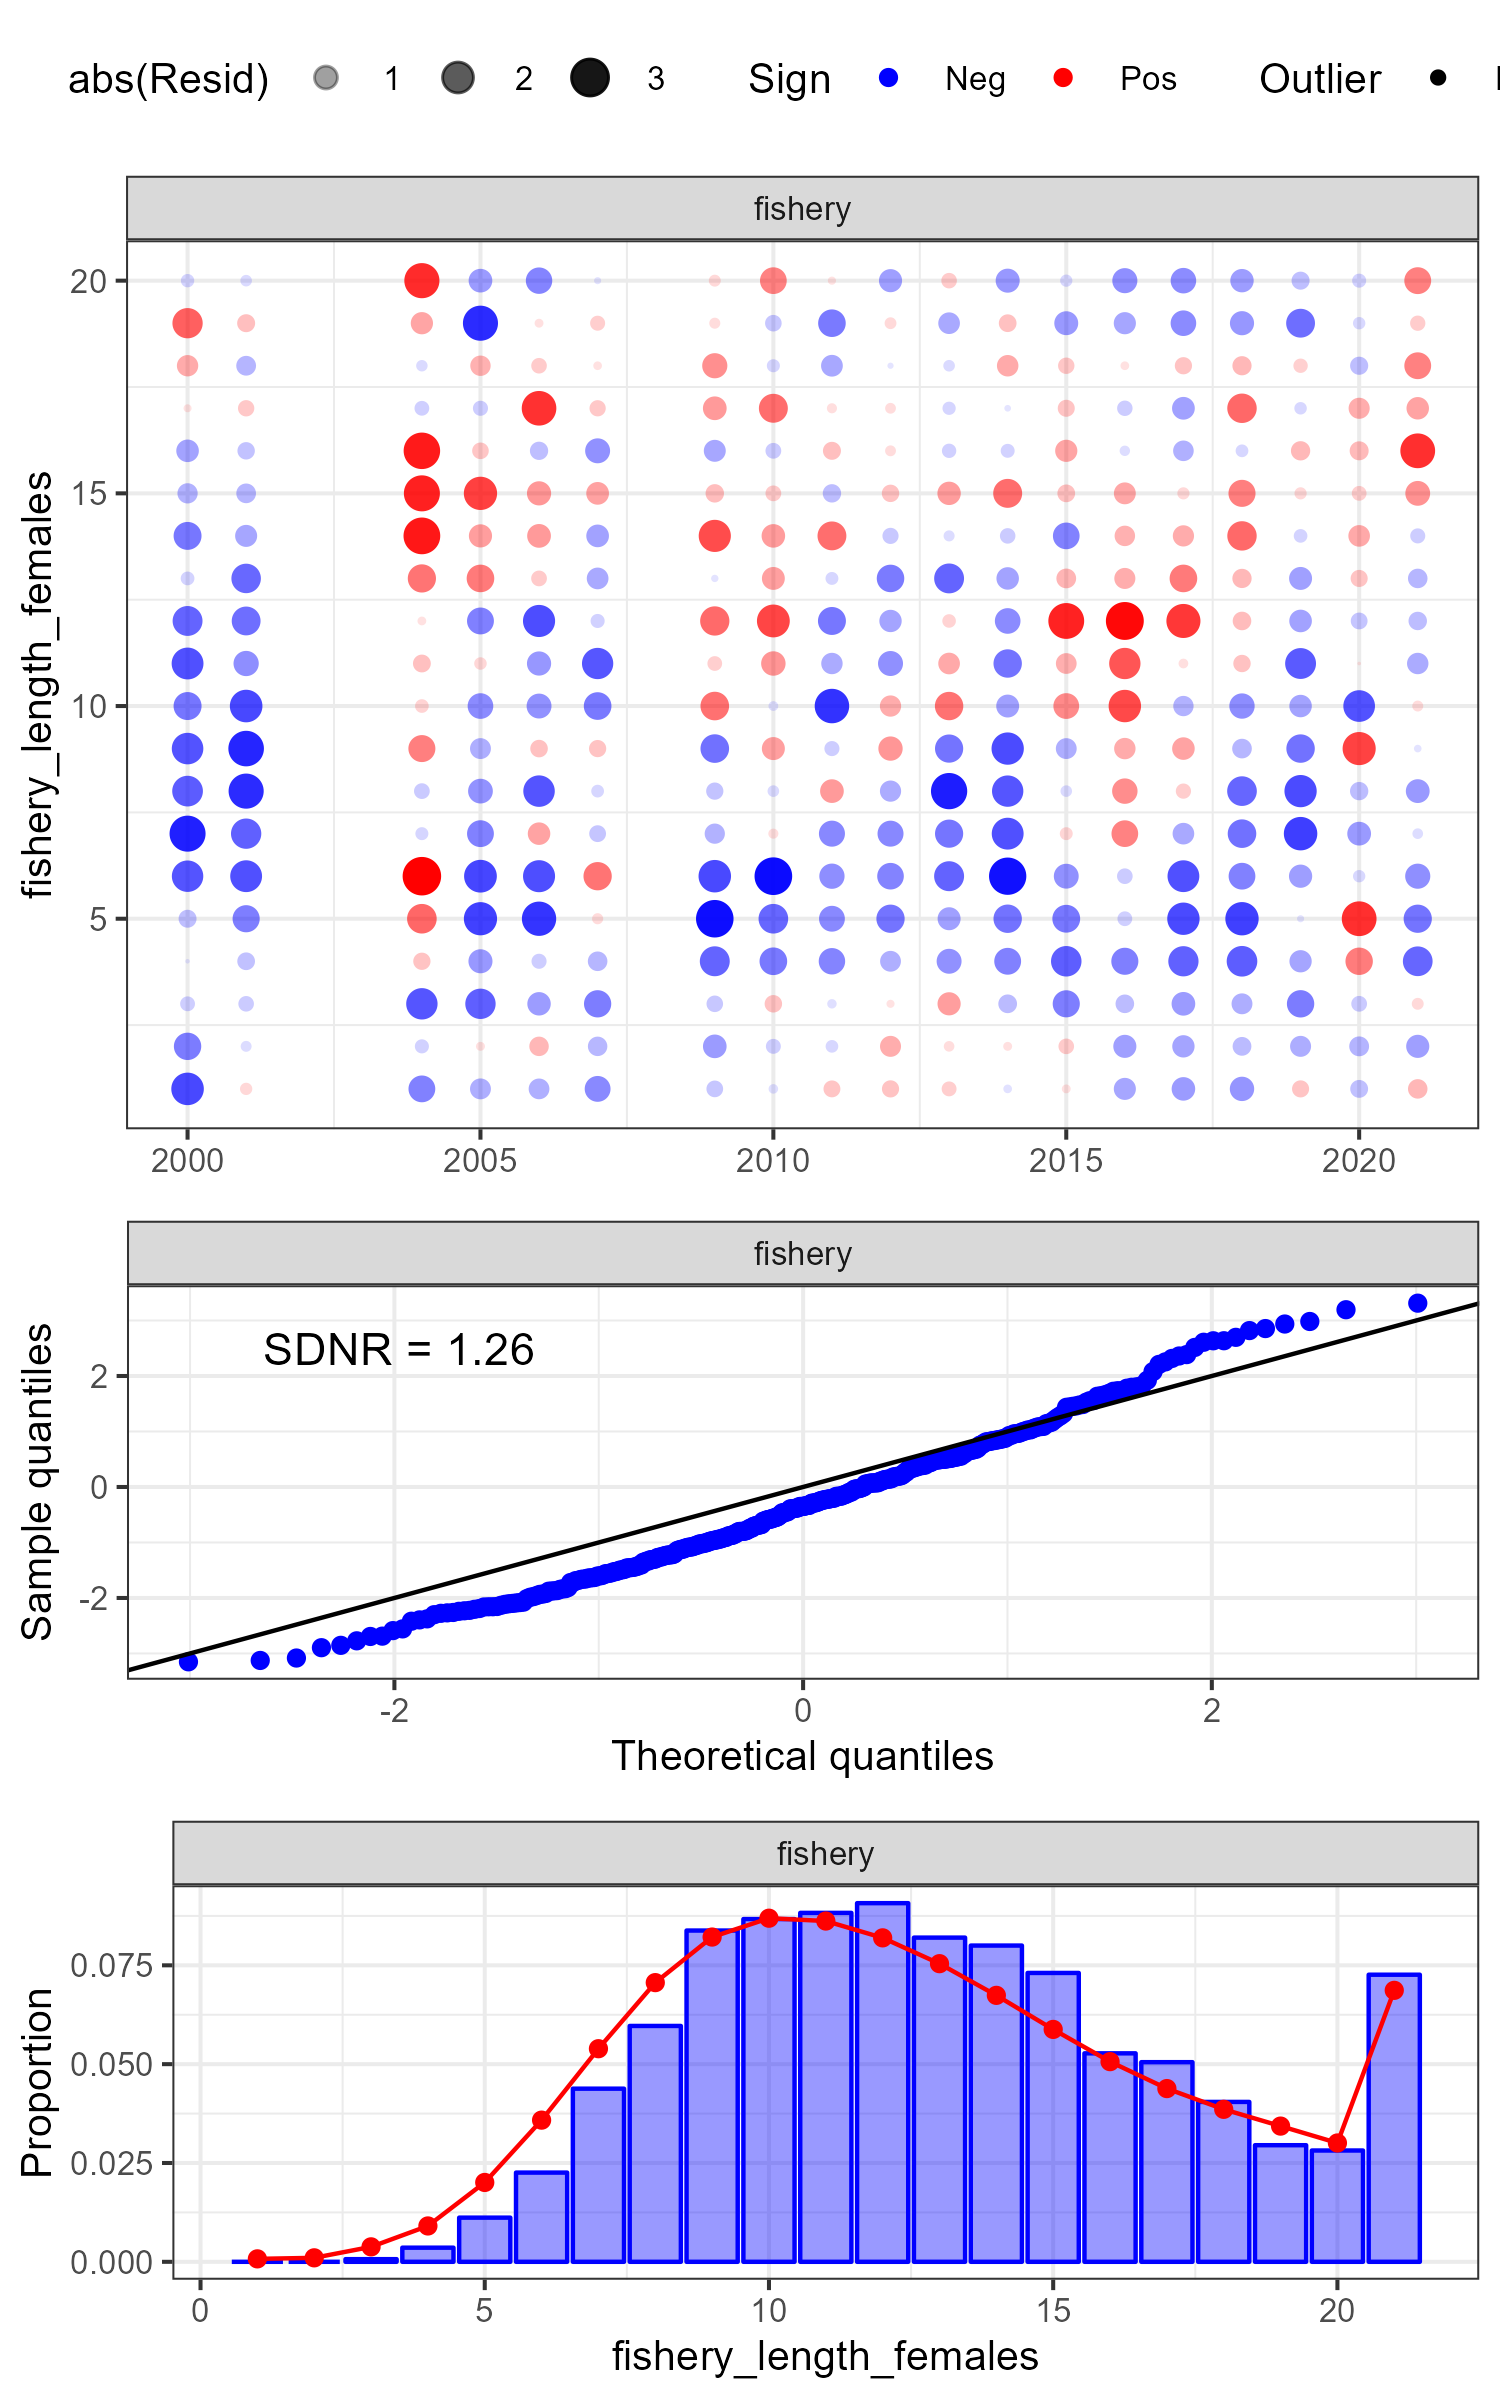 abs(Resid) 1 2 3 Sign Neg Pos Outlier
fishery
fishery_length_females
20
15
10
5
2000 2005 2010 2015 2020
fishery
Sample quantiles
SDNR = 1.26
2
0
-2
-2 0 2
Theoretical quantiles
fishery
Proportion
0.075
0.050
0.025
0.000
0 5 10 15 20
fishery_length_females